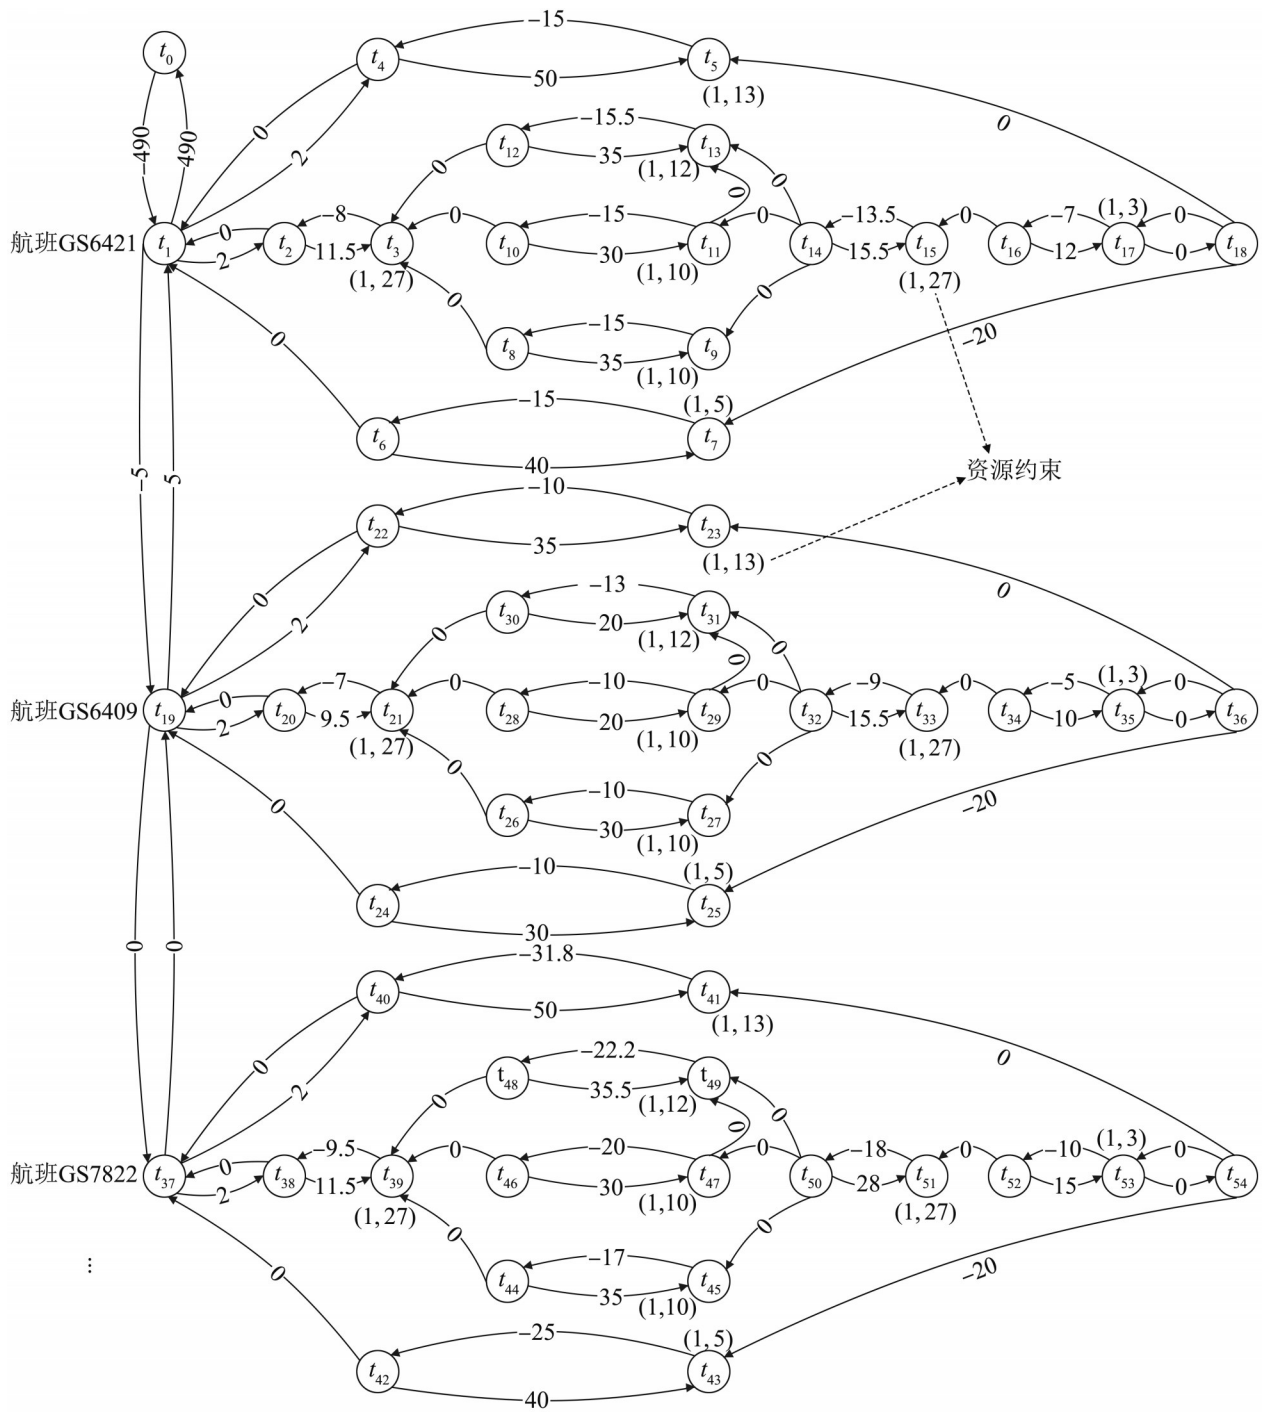 −15
t₀
t₄
t₅
50
(1, 13)
−490
490
0
2
0
−15.5
t₁₂
t₁₃
35
(1, 12)
0
0
0
航班GS6421
t₁
0
2
t₂
−8
11.5
t₃
(1, 27)
0
t₁₀
−15
30
t₁₁
(1, 10)
0
t₁₄
−13.5
15.5
t₁₅
(1, 27)
0
t₁₆
−7
12
(1, 3)
t₁₇
0
0
t₁₈
0
t₈
−15
35
t₉
(1, 10)
0
0
−20
t₆
−15
40
(1, 5)
t₇
−5
5
资源约束
−10
t₂₂
t₂₃
35
(1, 13)
0
2
0
−13
t₃₀
t₃₁
20
(1, 12)
0
0
0
航班GS6409
t₁₉
0
2
t₂₀
−7
9.5
t₂₁
(1, 27)
0
t₂₈
−10
20
t₂₉
(1, 10)
0
t₃₂
−9
15.5
t₃₃
(1, 27)
0
t₃₄
−5
10
(1, 3)
t₃₅
0
0
t₃₆
0
t₂₆
−10
30
t₂₇
(1, 10)
0
0
−20
t₂₄
−10
30
(1, 5)
t₂₅
0
0
−31.8
t₄₀
t₄₁
50
(1, 13)
0
2
0
−22.2
t₄₈
t₄₉
35.5
(1,12)
0
0
0
航班GS7822
t₃₇
0
2
t₃₈
−9.5
11.5
t₃₉
(1, 27)
0
t₄₆
−20
30
t₄₇
(1,10)
0
t₅₀
−18
28
t₅₁
(1, 27)
0
t₅₂
−10
15
(1, 3)
t₅₃
0
0
t₅₄
0
t₄₄
−17
35
t₄₅
(1,10)
0
⋮
0
−20
t₄₂
−25
40
(1, 5)
t₄₃